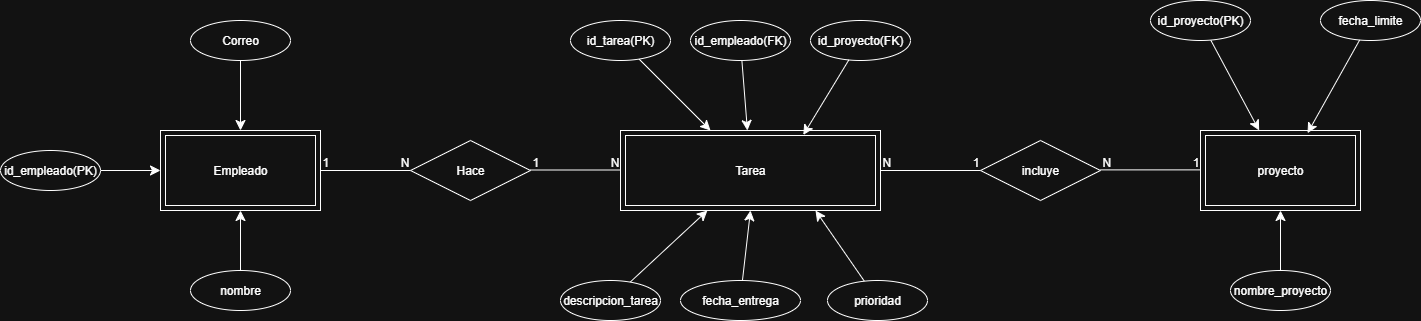 id_proyecto(PK)
fecha_limite
Correo
id_tarea(PK)
id_empleado(FK)
id_proyecto(FK)
id_empleado(PK)
Empleado
1
N
Hace
1
N
Tarea
N
1
incluye
N
1
proyecto
nombre
descripcion_tarea
fecha_entrega
prioridad
nombre_proyecto